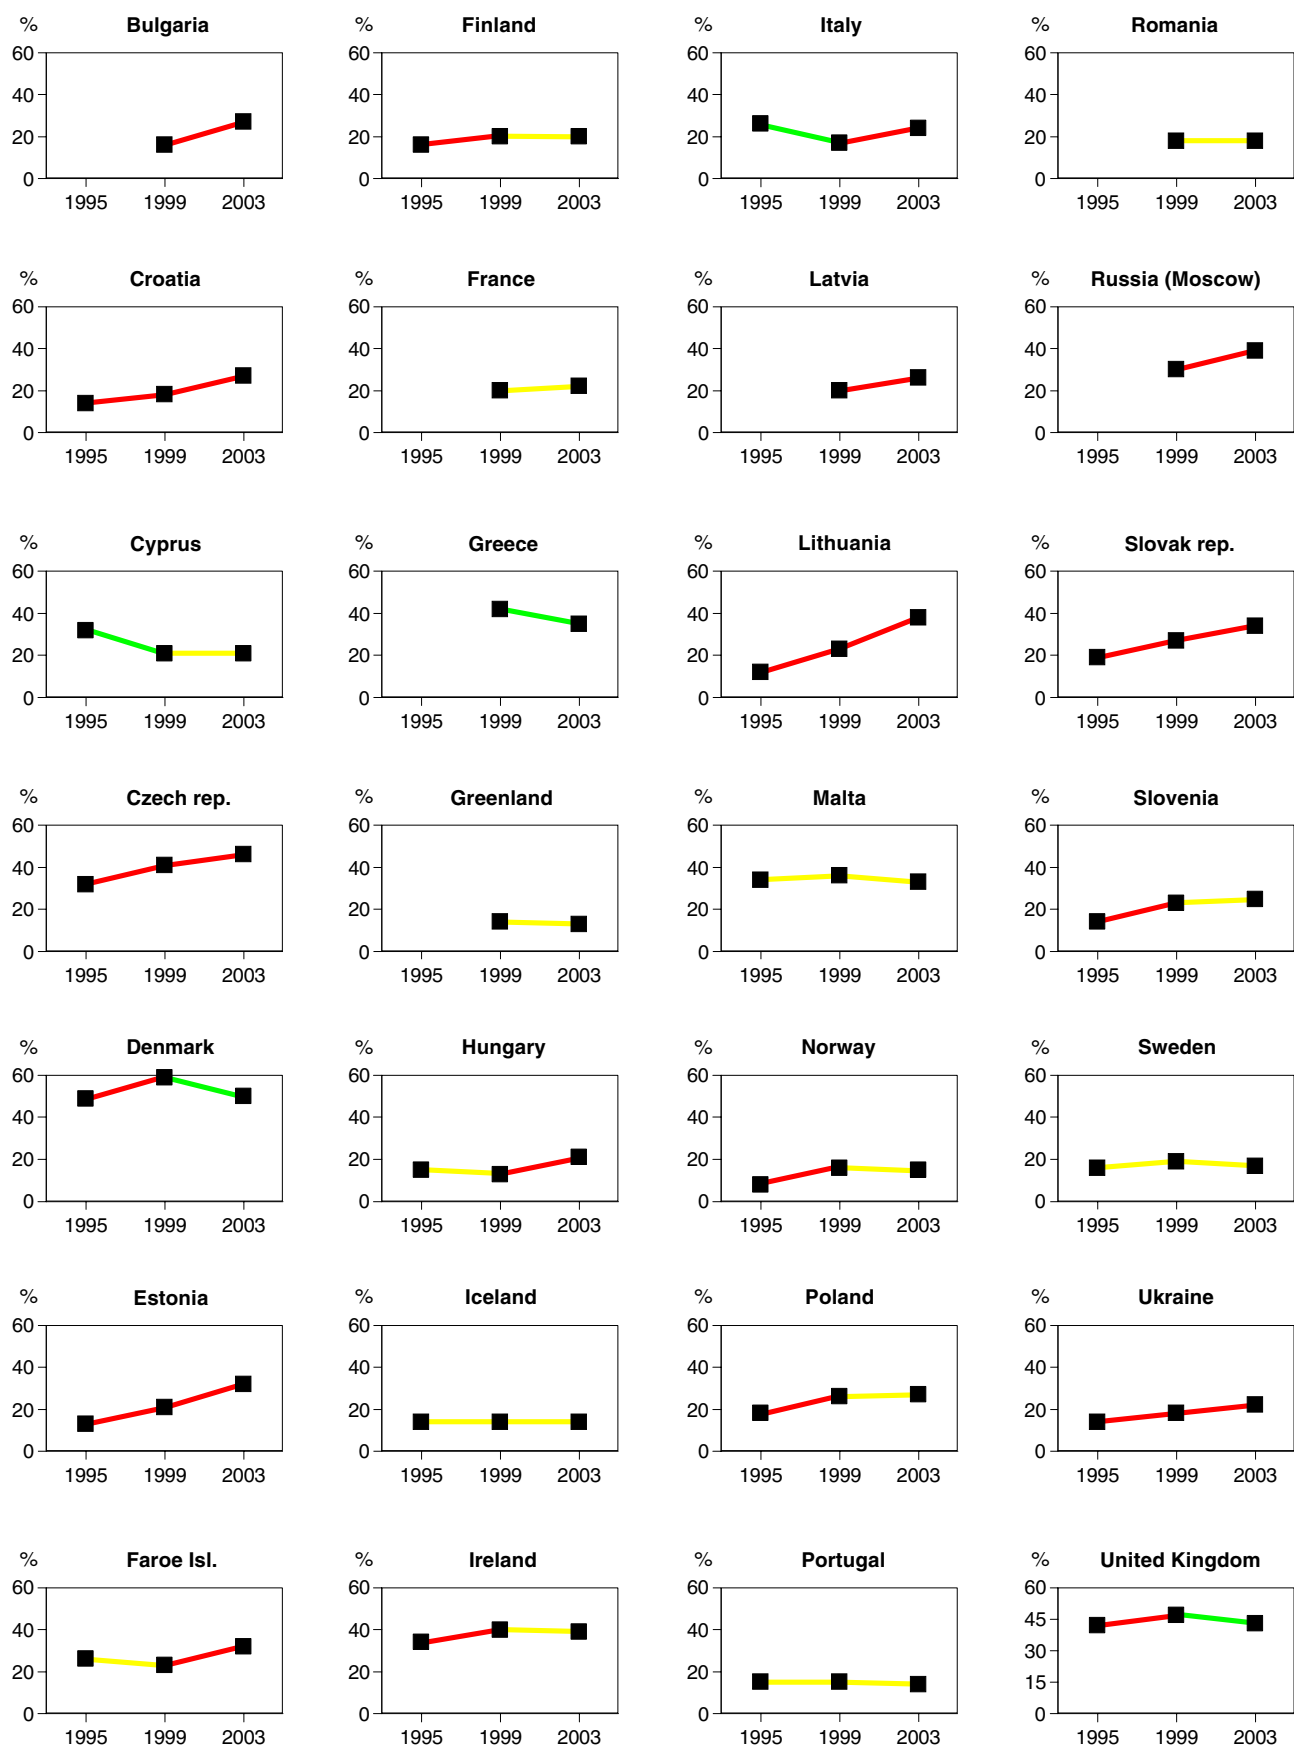 % Bulgaria % Finland % Italy % Romania
60 60 60 60
40 40 40 40
20 20 20 20
0 0 0 0
1995 1999 2003 1995 1999 2003 1995 1999 2003 1995 1999 2003
% Croatia % France % Latvia % Russia (Moscow)
60 60 60 60
40 40 40 40
20 20 20 20
0 0 0 0
1995 1999 2003 1995 1999 2003 1995 1999 2003 1995 1999 2003
% Cyprus % Greece % Lithuania % Slovak rep.
60 60 60 60
40 40 40 40
20 20 20 20
0 0 0 0
1995 1999 2003 1995 1999 2003 1995 1999 2003 1995 1999 2003
% Czech rep. % Greenland % Malta % Slovenia
60 60 60 60
40 40 40 40
20 20 20 20
0 0 0 0
1995 1999 2003 1995 1999 2003 1995 1999 2003 1995 1999 2003
% Denmark % Hungary % Norway % Sweden
60 60 60 60
40 40 40 40
20 20 20 20
0 0 0 0
1995 1999 2003 1995 1999 2003 1995 1999 2003 1995 1999 2003
% Estonia % Iceland % Poland % Ukraine
60 60 60 60
40 40 40 40
20 20 20 20
0 0 0 0
1995 1999 2003 1995 1999 2003 1995 1999 2003 1995 1999 2003
% Faroe Isl. % Ireland % Portugal % United Kingdom
60 60 60 60
40 40 40 45
30
20 20 20 15
0 0 0 0
1995 1999 2003 1995 1999 2003 1995 1999 2003 1995 1999 2003